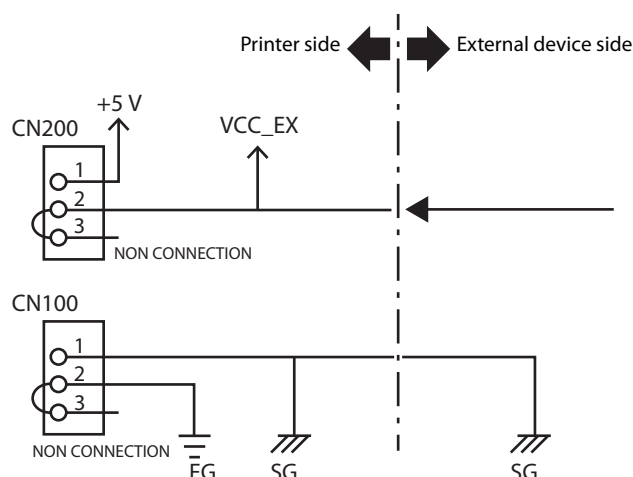 Printer side
External device side
+5 V
CN200
VCC_EX
1
2
3
NON CONNECTION
CN100
1
2
3
NON CONNECTION
EG
SG
SG